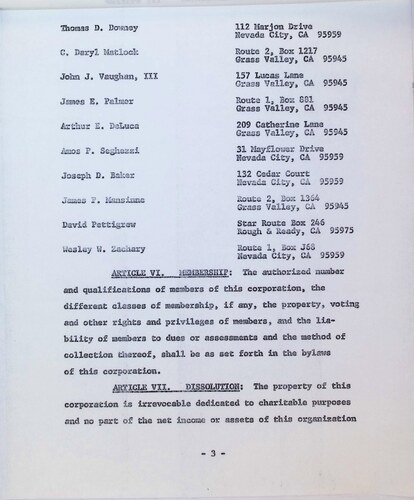 Thomas D. Downey 112 Marjon Drive
Nevada City, CA 95959
C. Daryl Matlock Route 2, Box 1217
Grass Valley, CA 95945
John J. Vaughan, III 157 Lucas Lane
Grass Valley, CA 95945
James E. Palmer Route 1, Box 881
Grass Valley, CA 95945
Arthur E. DeLuca 209 Catherine Lane
Grass Valley, CA 95945
Amos P. Seghezzi 31 Mayflower Drive
Nevada City, CA 95959
Joseph D. Baker 132 Cedar Court
Nevada City, CA 95959
James P. Route 2, Box 1364
Grass Valley, CA 95945
David Pettigrew Star Route Box 246
Rough & Ready, CA 95975
Wesley W. Zachary Route 1, Box J68
Nevada City, CA 95959
ARTICLE VI. MEMBERSHIP: The authorized number
and qualifications of members of this corporation, the
different classes of membership, if any, the property, voting
and other rights and privileges of members, and the lia-
bility of members to dues or assessments and the method of
collection thereof, shall be as set forth in the bylaws
of this corporation.
ARTICLE VII. DISSOLUTION: The property of this
corporation is irrevocable dedicated to charitable purposes
and no part of the net income or assets of this organization
- 3 -